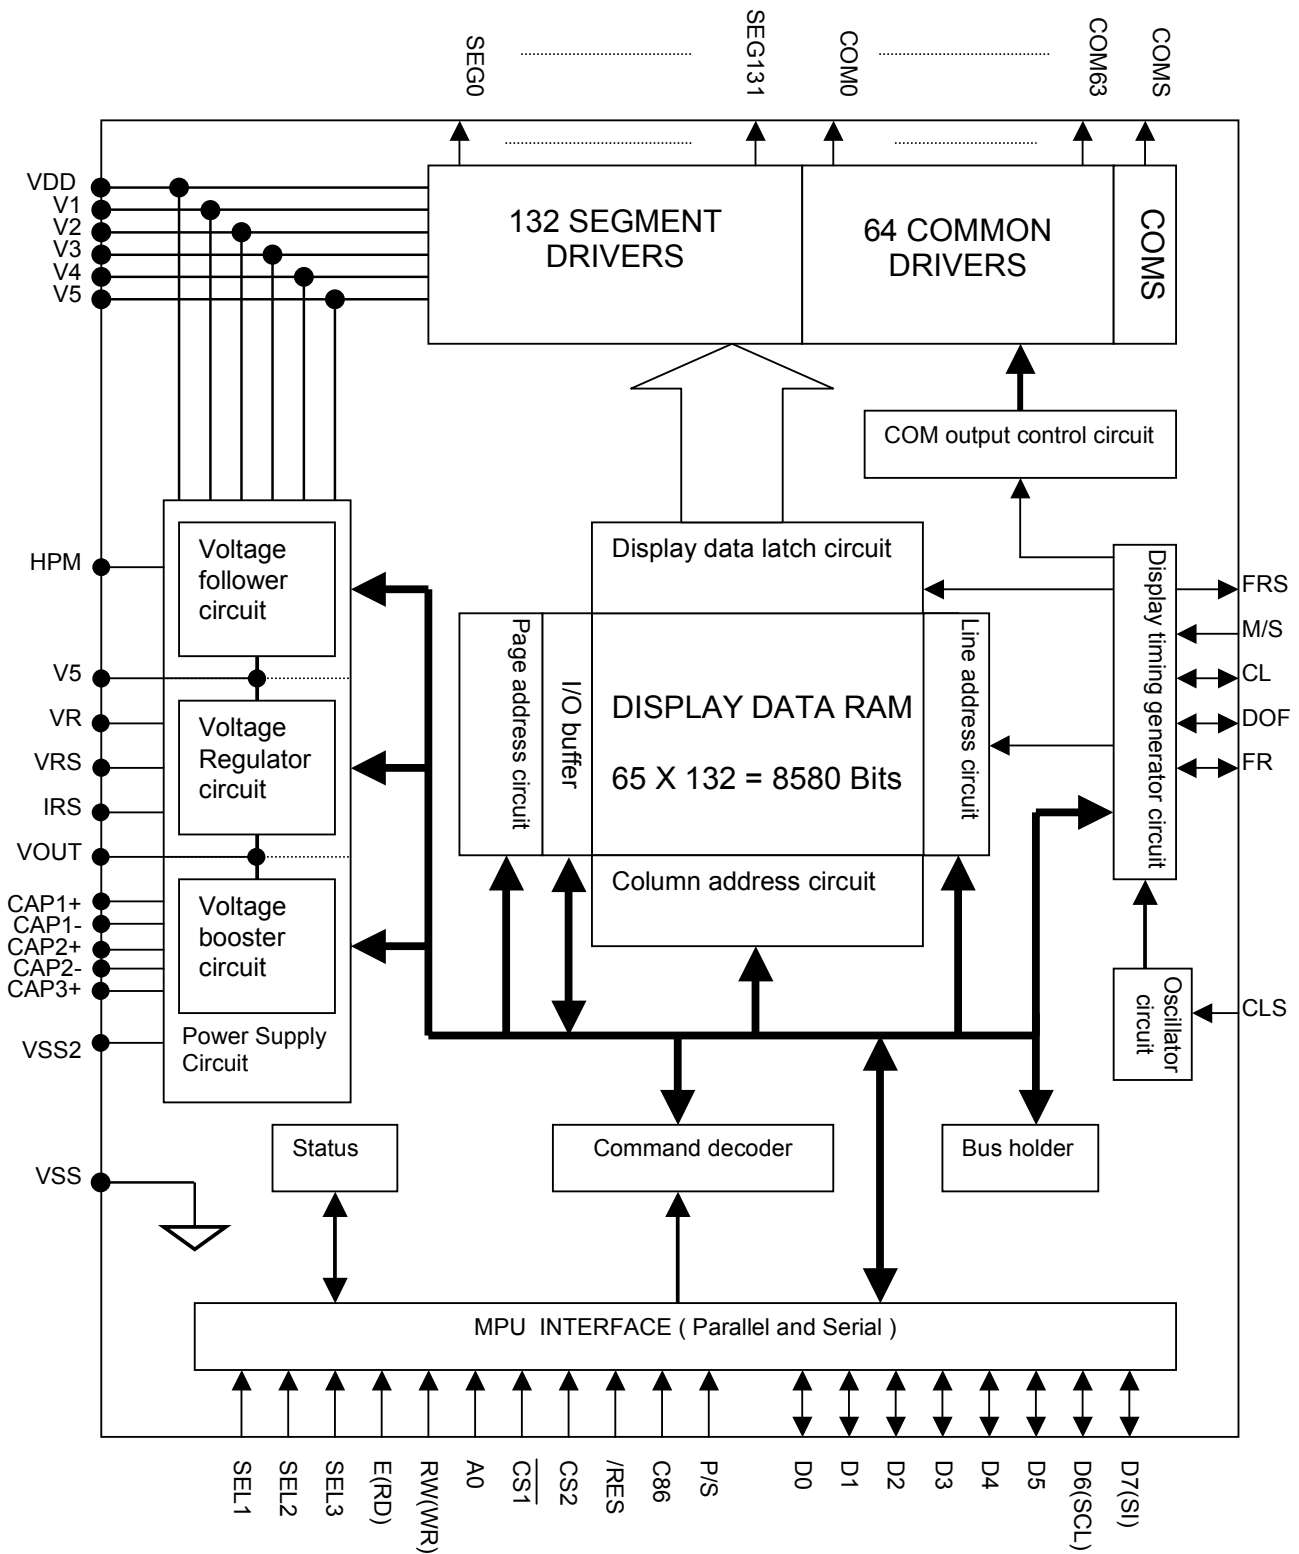 SEG0
SEG131
COM0
COM63
COMS
VDD
V1
V2
V3
V4
V5
132 SEGMENT
DRIVERS
64 COMMON
DRIVERS
COMS
COM output control circuit
HPM
V5
VR
VRS
IRS
VOUT
CAP1+
CAP1-
CAP2+
CAP2-
CAP3+
VSS2
VSS
Voltage
follower
circuit
Voltage
Regulator
circuit
Voltage
booster
circuit
Power Supply
Circuit
Display data latch circuit
Page address circuit
I/O buffer
DISPLAY DATA RAM
65 X 132 = 8580 Bits
Line address circuit
Column address circuit
Display timing generator circuit
FRS
M/S
CL
DOF
FR
Oscillator
circuit
CLS
Status
Command decoder
Bus holder
MPU INTERFACE ( Parallel and Serial )
SEL1
SEL2
SEL3
E(RD)
RW(WR)
A0
CS1
CS2
/RES
C86
P/S
D0
D1
D2
D3
D4
D5
D6(SCL)
D7(SI)